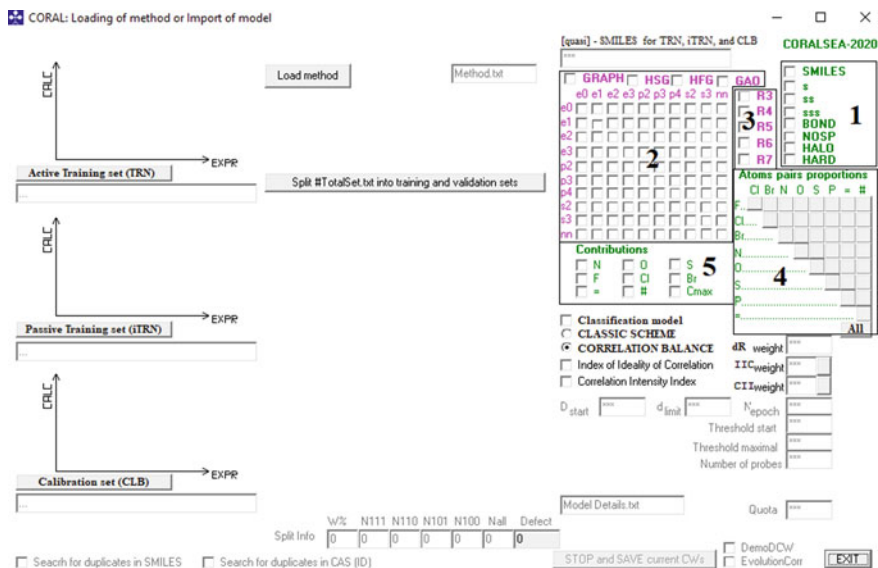 CORAL: Loading of method or Import of model
[quasi] - SMILES for TRN, iTRN, and CLB
CORALSEA-2020
***
Load method
Method.txt
CALC
EXPR
Active Training set (TRN)
...
Split #TotalSet.txt into training and validation sets
CALC
EXPR
Passive Training set (iTRN)
...
CALC
EXPR
Calibration set (CLB)
...
GRAPH HSG HFG GAO
e0 e1 e2 e3 p2 p3 p4 s2 s3 nn
e0
e1
e2
e3
p2
p3
p4
s2
s3
nn
2
R3
R4
R5
R6
R7
3
SMILES
s
ss
sss
BOND
NOSP
HALO
HARD
1
Atoms pairs proportions
Cl Br N O S P = #
F
Cl
Br
N
O
S
P
=
4
All
Contributions
N O S
F Cl Br
= # Cmax
5
Classification model
CLASSIC SCHEME
CORRELATION BALANCE
Index of Ideality of Correlation
Correlation Intensity Index
dR weight ***
IIC weight ***
CII weight ***
D start *** d limit *** N epoch ***
Threshold start ***
Threshold maximal ***
Number of probes ***
Model Details.txt
Quota ***
W% N111 N110 N101 N100 Nall Defect
Split Info 0 0 0 0 0 0 0
Search for duplicates in SMILES
Search for duplicates in CAS (ID)
STOP and SAVE current CWs
DemoDCW
EvolutionCorr
EXIT